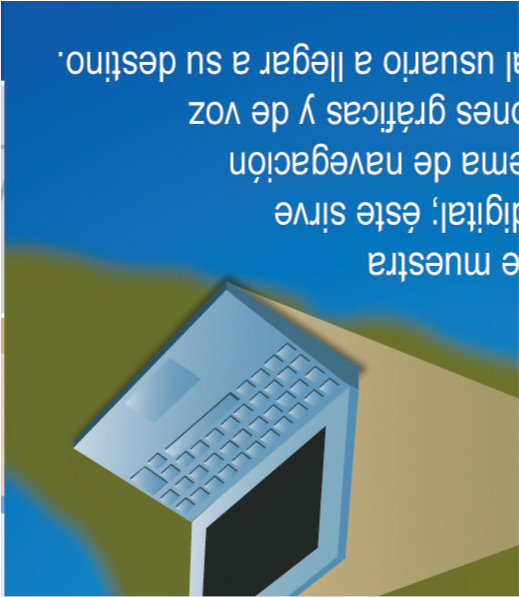 e muestra
digital; éste sirve
ema de navegación
ones gráficas y de voz
al usuario a llegar a su destino.